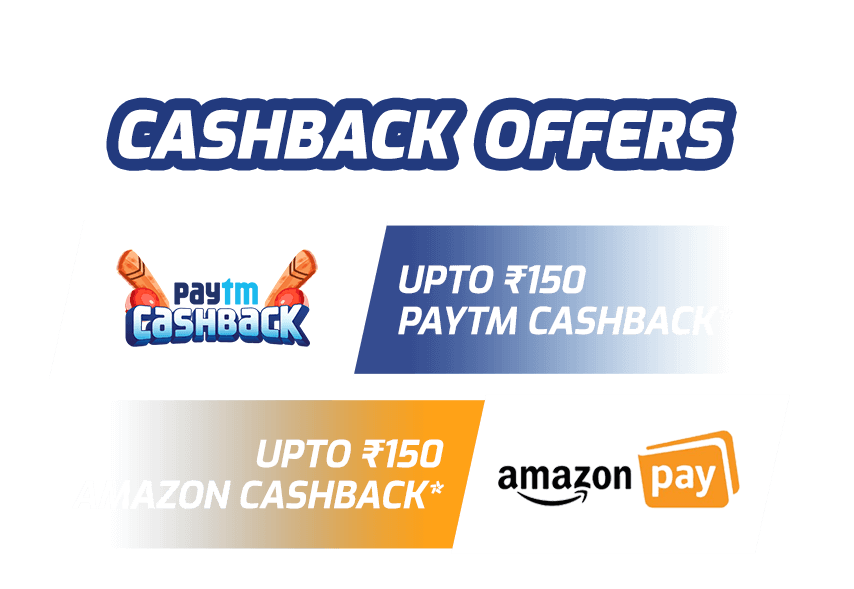 CASHBACK OFFERS
paytm
CASHBACK
UPTO ₹150
PAYTM CASHBACK*
UPTO ₹150
AMAZON CASHBACK*
amazon pay